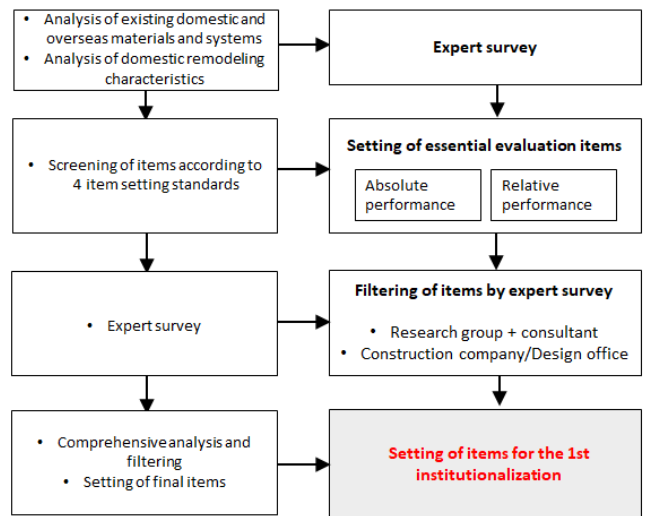 • Analysis of existing domestic and
overseas materials and systems
• Analysis of domestic remodeling
characteristics
Expert survey
• Screening of items according to
4 item setting standards
Setting of essential evaluation items
Absolute
performance
Relative
performance
• Expert survey
Filtering of items by expert survey
• Research group + consultant
• Construction company/Design office
• Comprehensive analysis and
filtering
• Setting of final items
Setting of items for the 1st
institutionalization